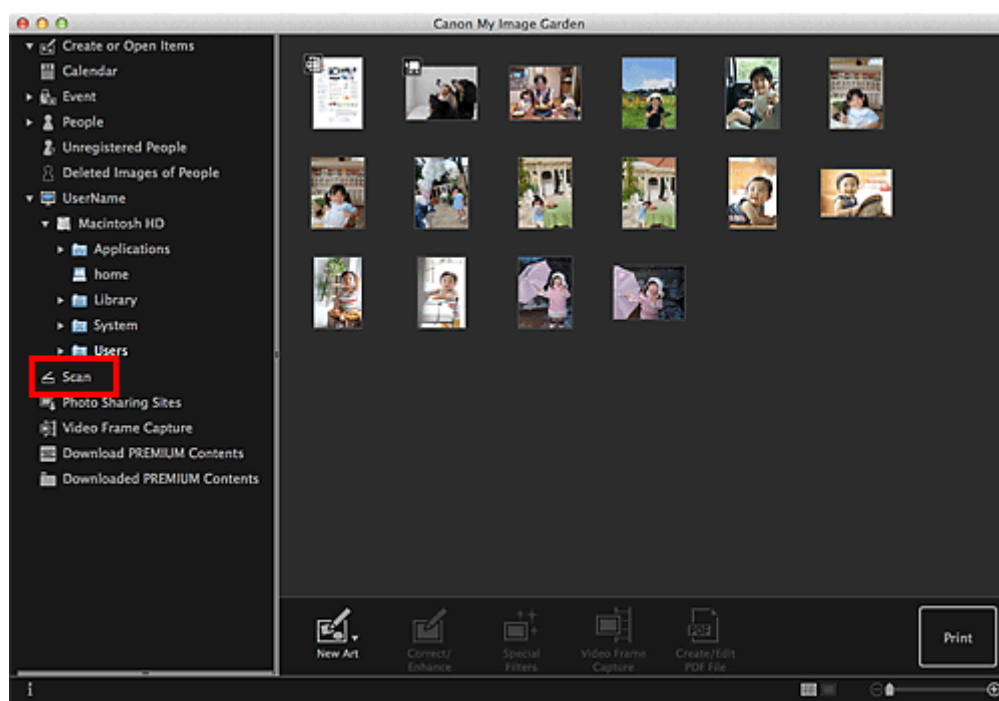 Canon My Image Garden
Create or Open Items
Calendar
Event
People
Unregistered People
Deleted Images of People
UserName
Macintosh HD
Applications
home
Library
System
Users
Scan
Photo Sharing Sites
Video Frame Capture
Download PREMIUM Contents
Downloaded PREMIUM Contents
New Art
Correct/
Enhance
Special
Filters
Video Frame
Capture
PDF
Create/Edit
PDF File
Print